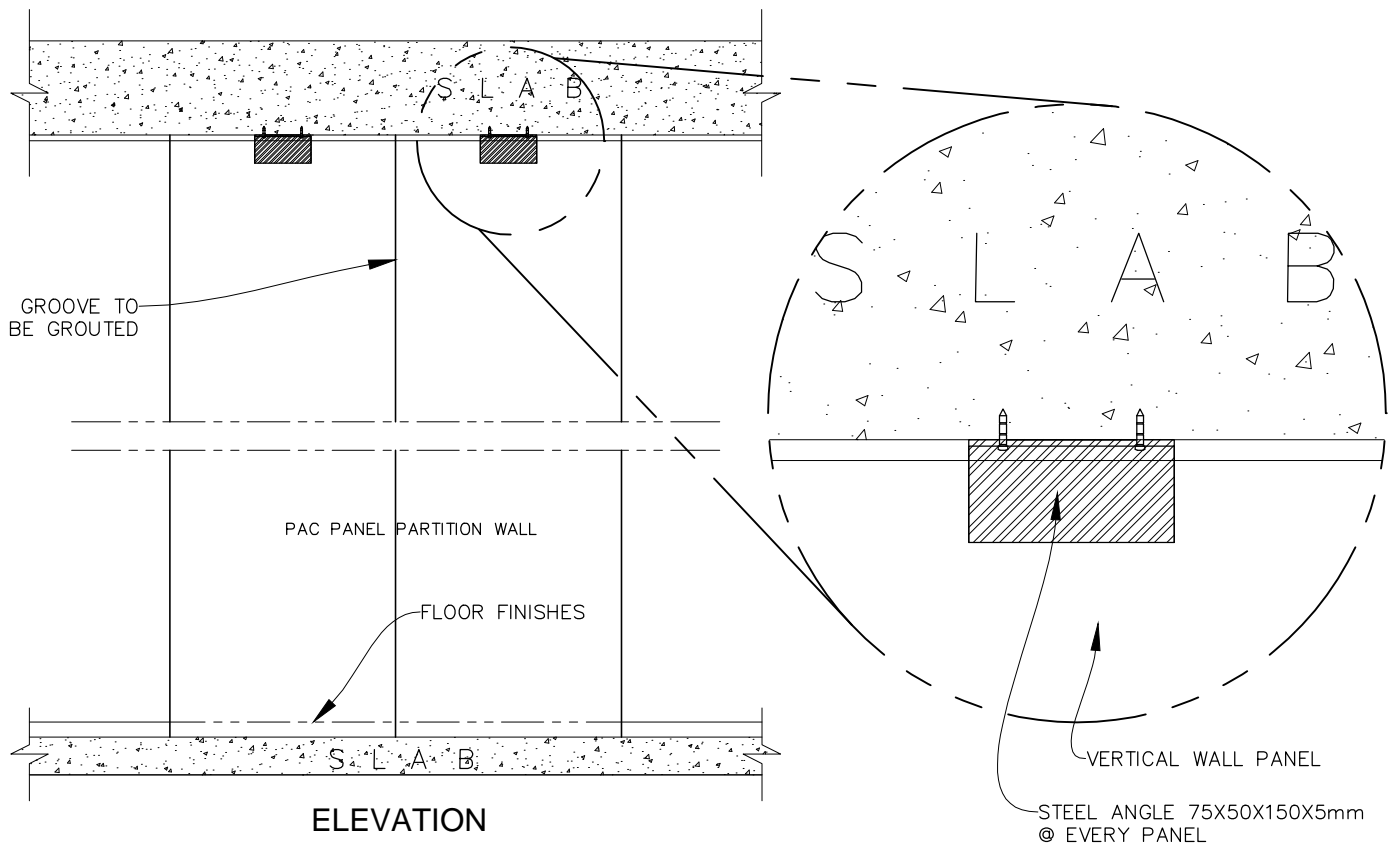 S L A B
S L A B
GROOVE TO
BE GROUTED
PAC PANEL PARTITION WALL
FLOOR FINISHES
S L A B
VERTICAL WALL PANEL
STEEL ANGLE 75X50X150X5mm
@ EVERY PANEL
ELEVATION